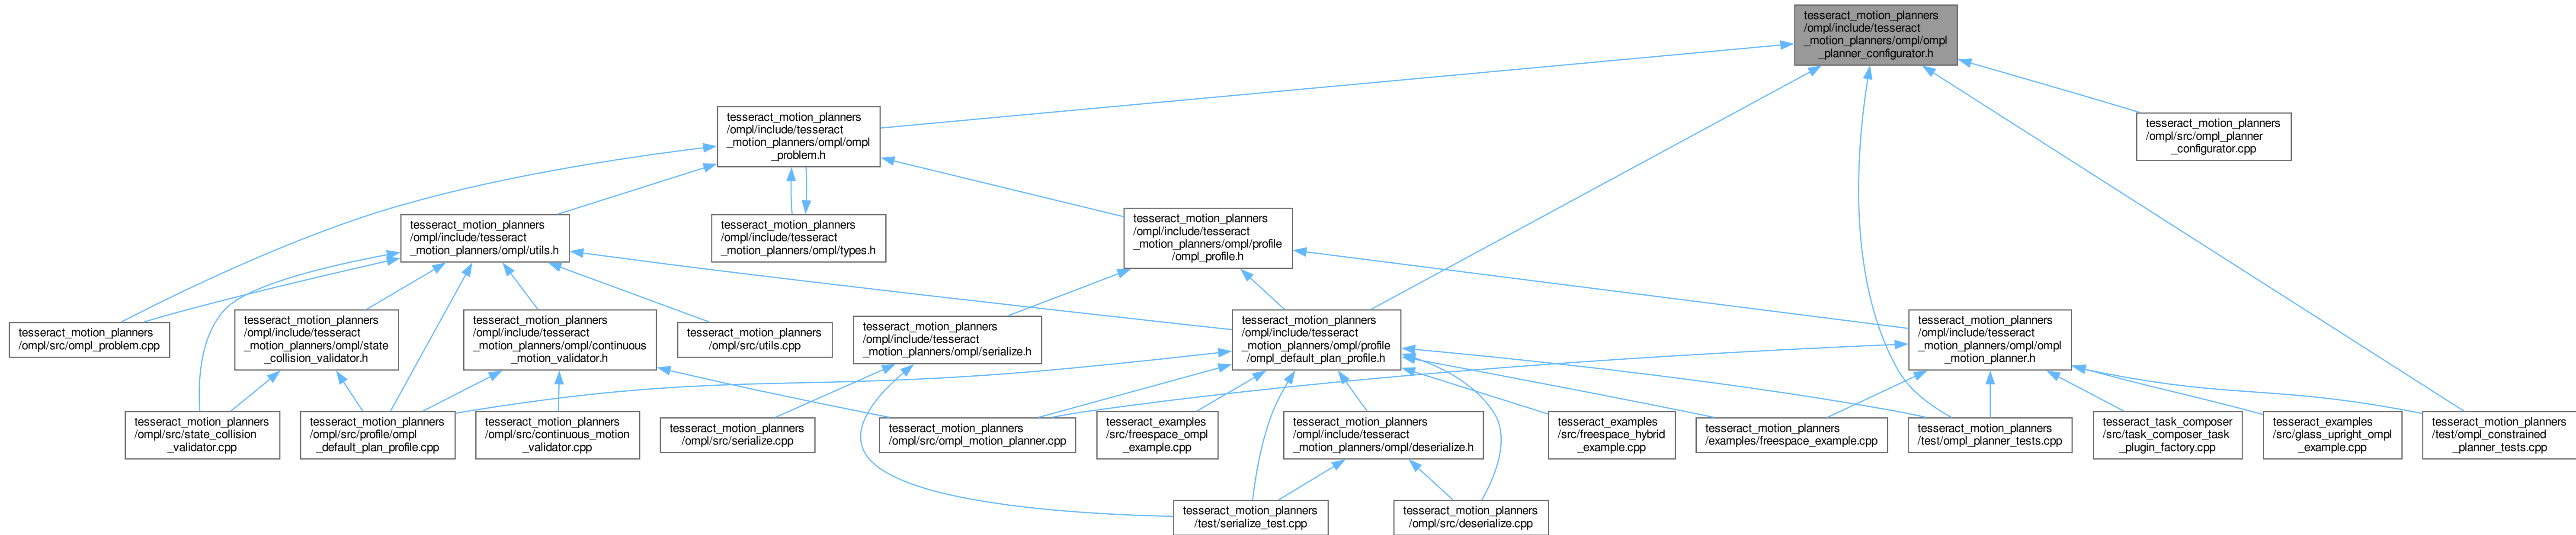 tesseract_motion_planners
/ompl/include/tesseract
_motion_planners/ompl/ompl
_planner_configurator.h
tesseract_motion_planners
/ompl/include/tesseract
_motion_planners/ompl/ompl
_problem.h
tesseract_motion_planners
/ompl/src/ompl_planner
_configurator.cpp
tesseract_motion_planners
/ompl/include/tesseract
_motion_planners/ompl/utils.h
tesseract_motion_planners
/ompl/include/tesseract
_motion_planners/ompl/types.h
tesseract_motion_planners
/ompl/include/tesseract
_motion_planners/ompl/profile
/ompl_profile.h
tesseract_motion_planners
/ompl/src/ompl_problem.cpp
tesseract_motion_planners
/ompl/include/tesseract
_motion_planners/ompl/state
_collision_validator.h
tesseract_motion_planners
/ompl/include/tesseract
_motion_planners/ompl/continuous
_motion_validator.h
tesseract_motion_planners
/ompl/src/utils.cpp
tesseract_motion_planners
/ompl/include/tesseract
_motion_planners/ompl/serialize.h
tesseract_motion_planners
/ompl/include/tesseract
_motion_planners/ompl/profile
/ompl_default_plan_profile.h
tesseract_motion_planners
/ompl/include/tesseract
_motion_planners/ompl/ompl
_motion_planner.h
tesseract_motion_planners
/ompl/src/state_collision
_validator.cpp
tesseract_motion_planners
/ompl/src/profile/ompl
_default_plan_profile.cpp
tesseract_motion_planners
/ompl/src/continuous_motion
_validator.cpp
tesseract_motion_planners
/ompl/src/serialize.cpp
tesseract_motion_planners
/ompl/src/ompl_motion_planner.cpp
tesseract_examples
/src/freespace_ompl
_example.cpp
tesseract_motion_planners
/ompl/include/tesseract
_motion_planners/ompl/deserialize.h
tesseract_examples
/src/freespace_hybrid
_example.cpp
tesseract_motion_planners
/examples/freespace_example.cpp
tesseract_motion_planners
/test/ompl_planner_tests.cpp
tesseract_task_composer
/src/task_composer_task
_plugin_factory.cpp
tesseract_examples
/src/glass_upright_ompl
_example.cpp
tesseract_motion_planners
/test/ompl_constrained
_planner_tests.cpp
tesseract_motion_planners
/test/serialize_test.cpp
tesseract_motion_planners
/ompl/src/deserialize.cpp